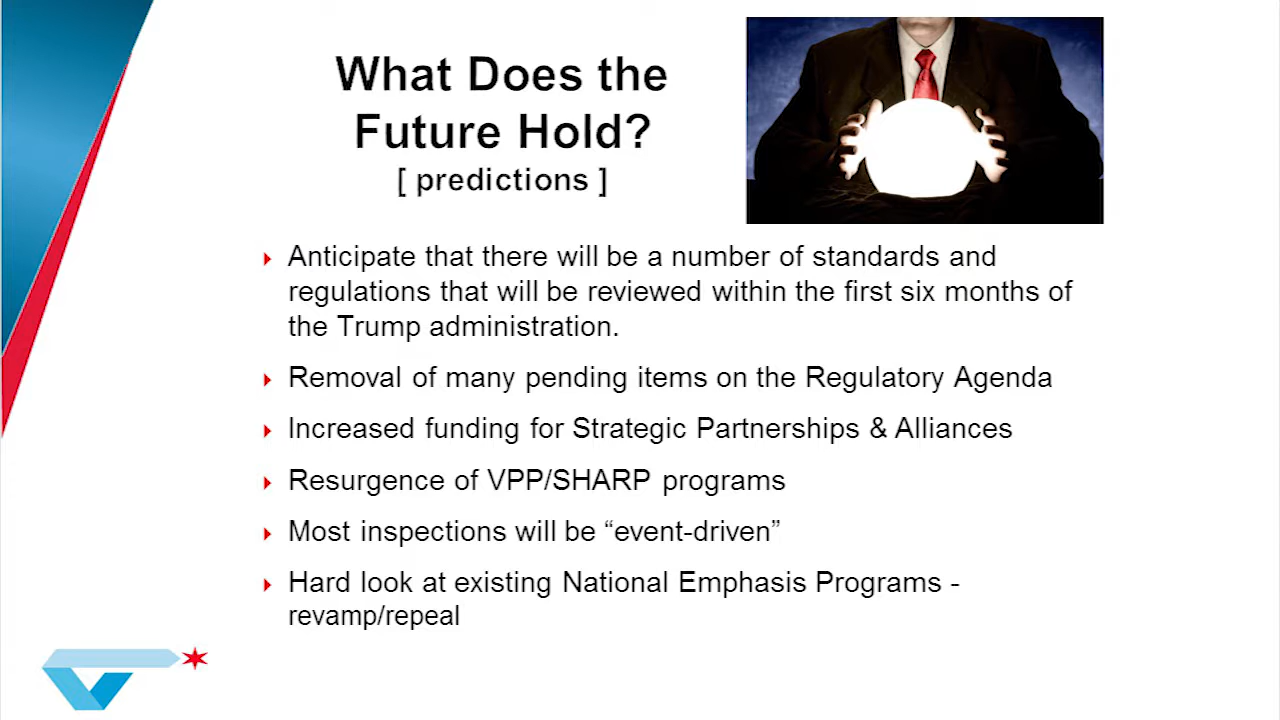 What Does the
Future Hold?
[ predictions ]
Anticipate that there will be a number of standards and
regulations that will be reviewed within the first six months of
the Trump administration.
Removal of many pending items on the Regulatory Agenda
Increased funding for Strategic Partnerships & Alliances
Resurgence of VPP/SHARP programs
Most inspections will be “event-driven”
Hard look at existing National Emphasis Programs -
revamp/repeal